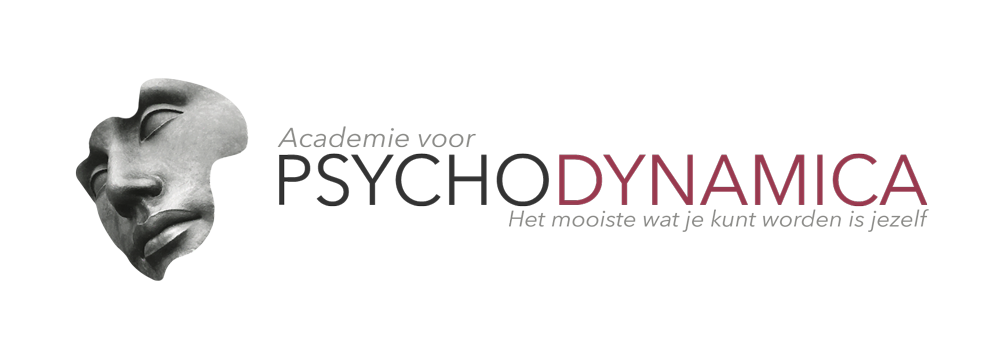 Academie voor
PSYCHODYNAMICA
Het mooiste wat je kunt worden is jezelf